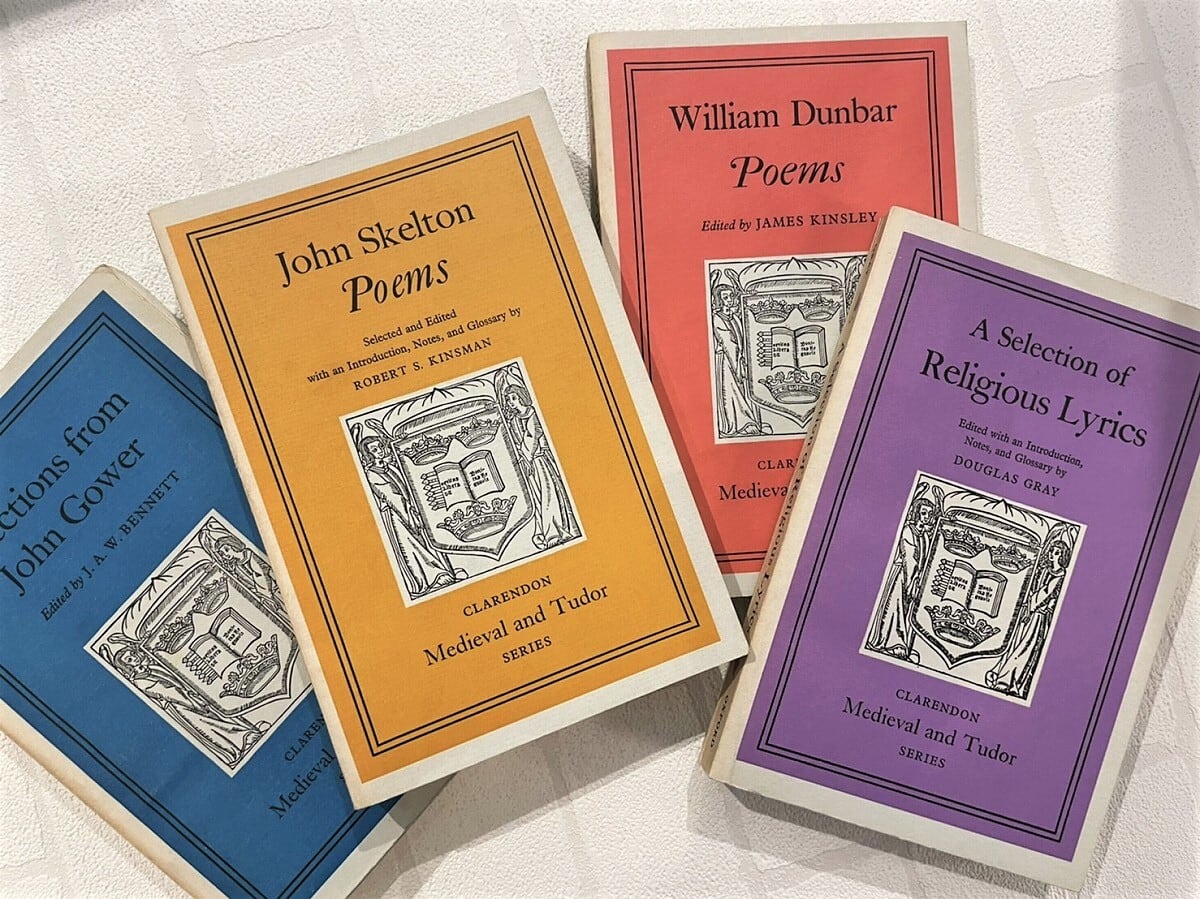 ections from
John Gower
Edited by J. A. W. BENNETT
CLAREN
Medieval
John Skelton
Poems
Selected and Edited
with an Introduction, Notes, and Glossary by
ROBERT S. KINSMAN
CLARENDON
Medieval and Tudor
SERIES
William Dunbar
Poems
Edited by JAMES KINSLEY
CLAR
Medieva
A Selection of
Religious Lyrics
Edited with an Introduction,
Notes, and Glossary by
DOUGLAS GRAY
CLARENDON
Medieval and Tudor
SERIES